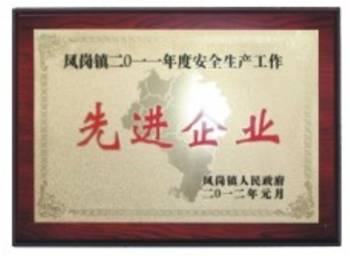 凤岗镇二〇一一年度安全生产工作
先进企业
凤岗镇人民政府
二〇一二年元月